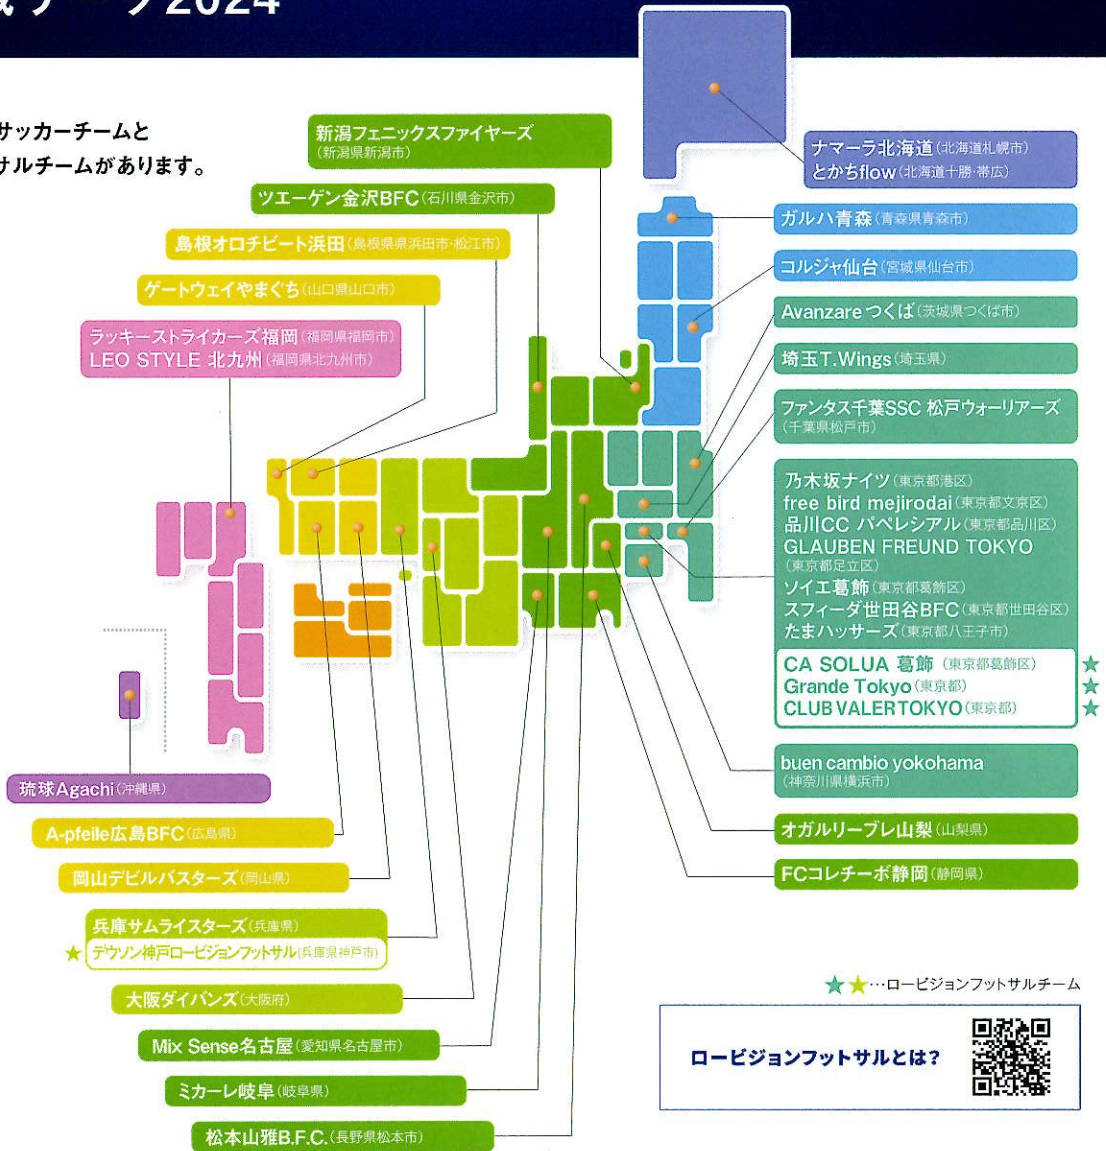 2024
サッカーチームと
サルチームがあります。
新潟フェニックスファイヤーズ
(新潟県新潟市)
ツエーゲン金沢BFC(石川県金沢市)
島根オロチビート浜田(島根県県浜田市・松江市)
ゲートウェイやまぐち(山口県山口市)
ラッキーストライカーズ福岡(福岡県福岡市)
LEO STYLE 北九州(福岡県北九州市)
ナマーラ北海道(北海道札幌市)
とかちflow(北海道十勝・帯広)
ガルハ青森(青森県青森市)
コルジャ仙台(宮城県仙台市)
Avanzareつくば(茨城県つくば市)
埼玉T.Wings(埼玉県)
ファンタス千葉SSC 松戸ウォーリアーズ
(千葉県松戸市)
乃木坂ナイツ(東京都港区)
free bird mejirodai(東京都文京区)
品川CC パペレシアル(東京都品川区)
GLAUBEN FREUND TOKYO
(東京都足立区)
ソイエ葛飾(東京都葛飾区)
スフィーダ世田谷BFC(東京都世田谷区)
たまハッサーズ(東京都八王子市)
CA SOLUA 葛飾(東京都葛飾区)★
Grande Tokyo(東京都)★
CLUB VALER TOKYO(東京都)★
buen cambio yokohama
(神奈川県横浜市)
オガルリーブレ山梨(山梨県)
FCコレチーボ静岡(静岡県)
琉球Agachi(沖縄県)
A-pfeile広島BFC(広島県)
岡山デビルバスターズ(岡山県)
兵庫サムライスターズ(兵庫県)
★デウソン神戸ロービジョンフットサル(兵庫県神戸市)
大阪ダイバンズ(大阪府)
Mix Sense名古屋(愛知県名古屋市)
ミカーレ岐阜(岐阜県)
松本山雅B.F.C.(長野県松本市)
★★…ロービジョンフットサルチーム
ロービジョンフットサルとは?